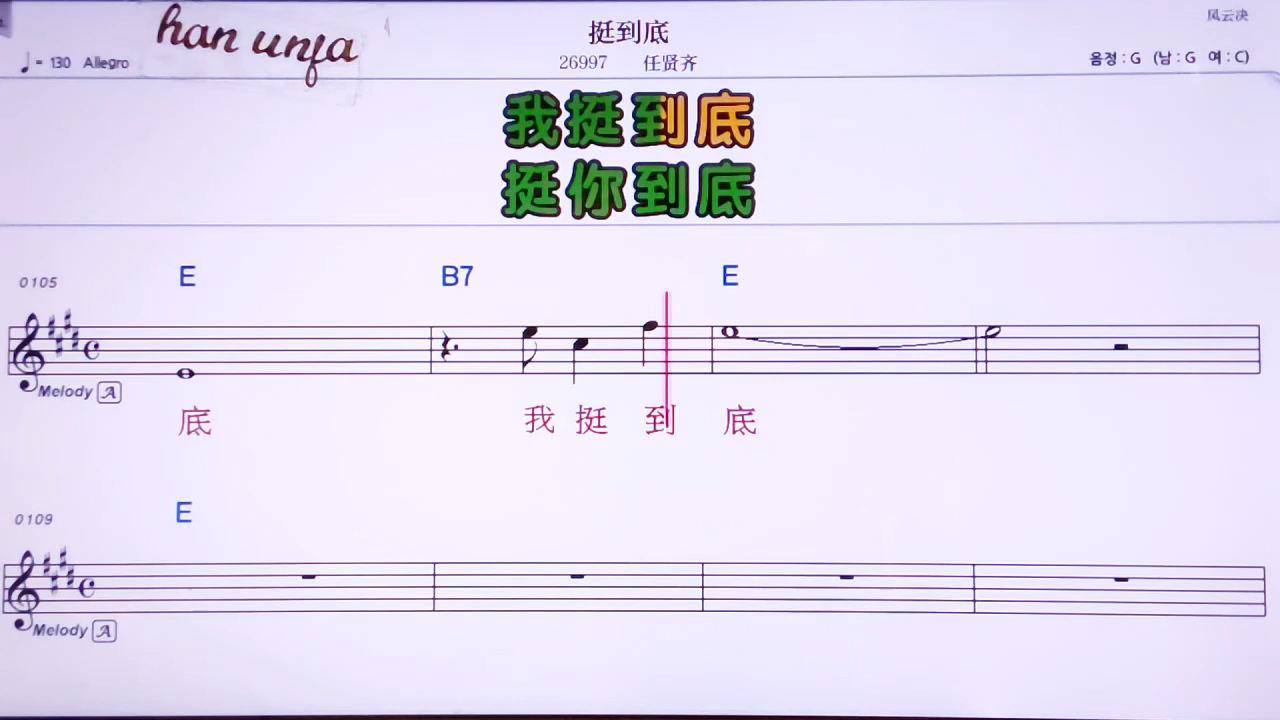 han unfa
挺到底
风云决
♩= 130 Allegro
26997 任贤齐
음정 : G (남 : G 여 : C)
我挺到底
挺你到底
0105
E B7 E
Melody A
底 我 挺 到 底
0109
E
Melody A